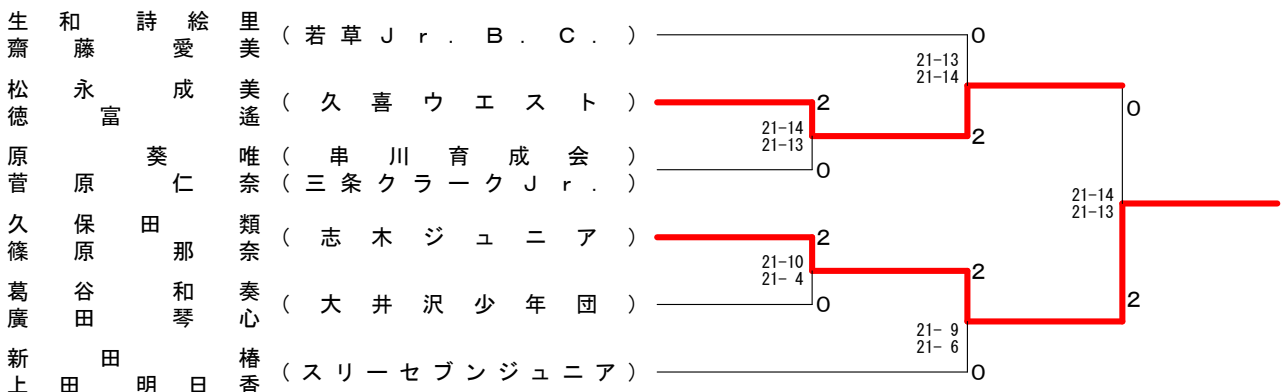 生和 詩絵里 (若草Jr.B.C.) 0
齋藤 愛美
21-13
21-14
松永 成美
徳富 遙 (久喜ウエスト) 2
0
21-14
21-13
2
原 葵唯 (串川育成会) 0
菅原 仁奈 (三条クラークJr.)
21-14
21-13
久保田 類
篠原 那奈 (志木ジュニア) 2
21-10
21- 4
2
葛谷 和奏
廣田 琴心 (大井沢少年団) 0
2
21- 9
21- 6
新田 椿
上田 明日香 (スリーセブンジュニア) 0